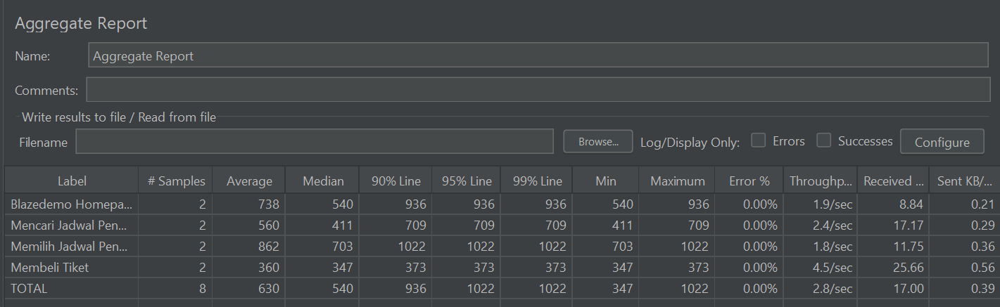 Aggregate Report
Name: Aggregate Report
Comments:
Write results to file / Read from file
Filename Browse... Log/Display Only: Errors Successes Configure
Label # Samples Average Median 90% Line 95% Line 99% Line Min Maximum Error % Throughp... Received ... Sent KB/...
Blazedemo Homepa... 2 738 540 936 936 936 540 936 0.00% 1.9/sec 8.84 0.21
Mencari Jadwal Pen... 2 560 411 709 709 709 411 709 0.00% 2.4/sec 17.17 0.29
Memilih Jadwal Pen... 2 862 703 1022 1022 1022 703 1022 0.00% 1.8/sec 11.75 0.36
Membeli Tiket 2 360 347 373 373 373 347 373 0.00% 4.5/sec 25.66 0.56
TOTAL 8 630 540 936 1022 1022 347 1022 0.00% 2.8/sec 17.00 0.39